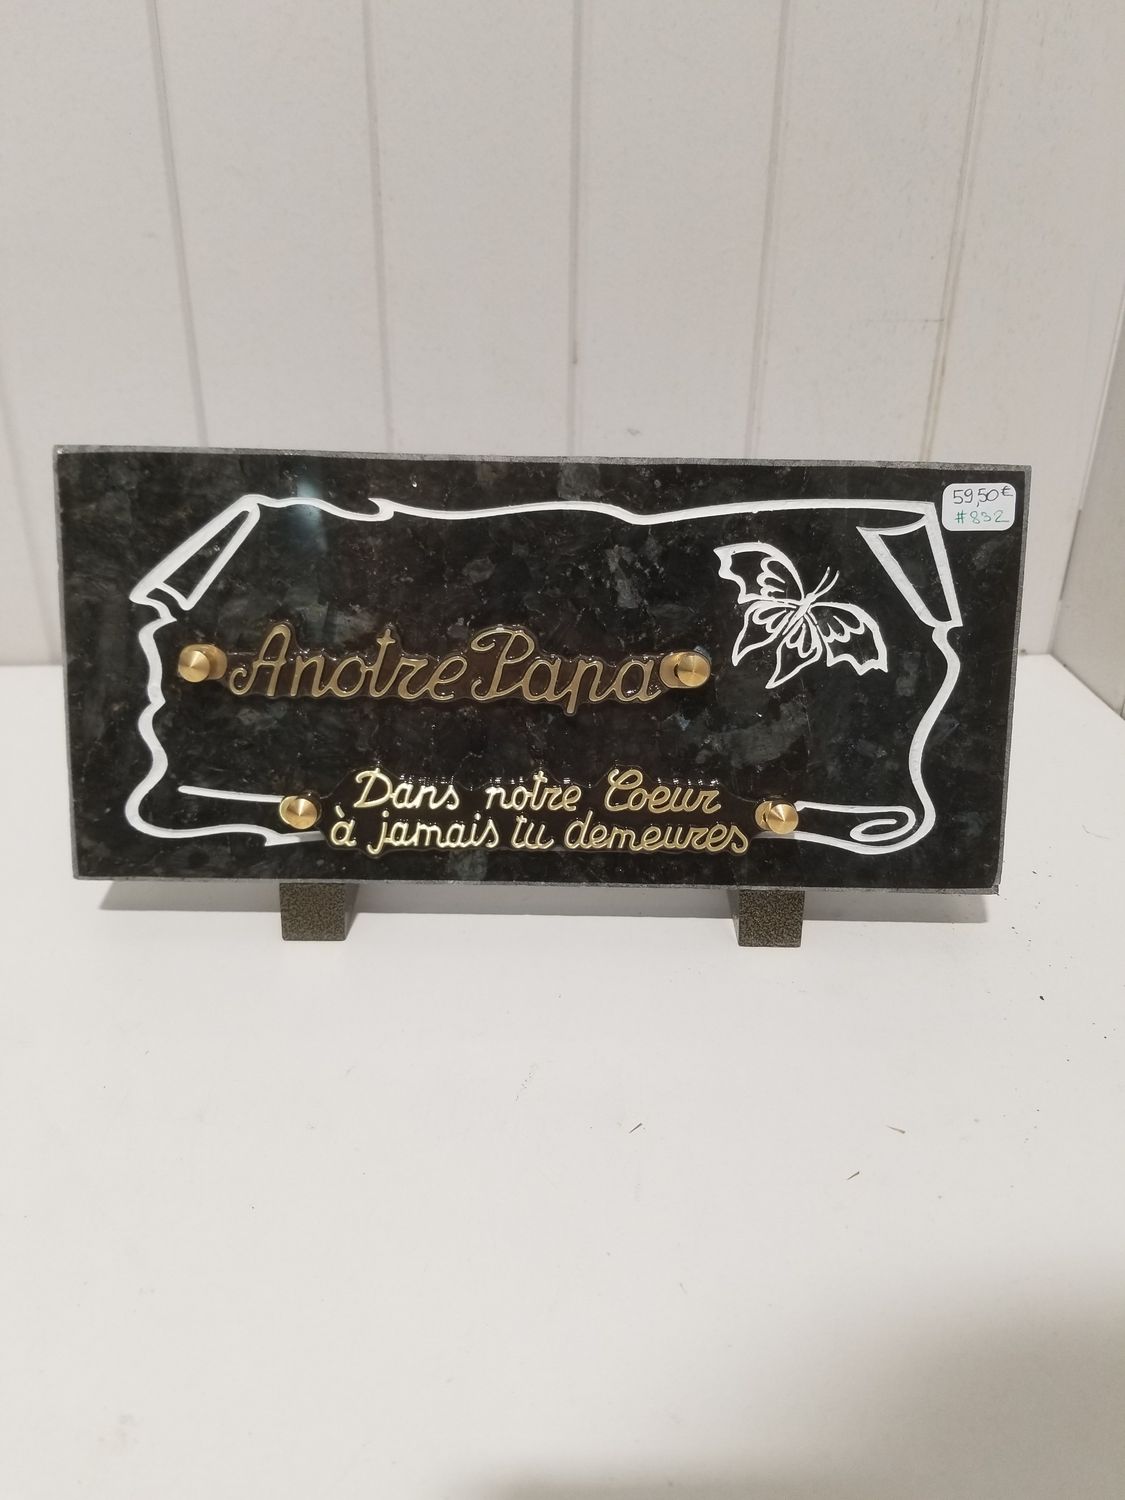 59,50€
#832
A notre Papa
Dans notre Coeur
à jamais tu demeures